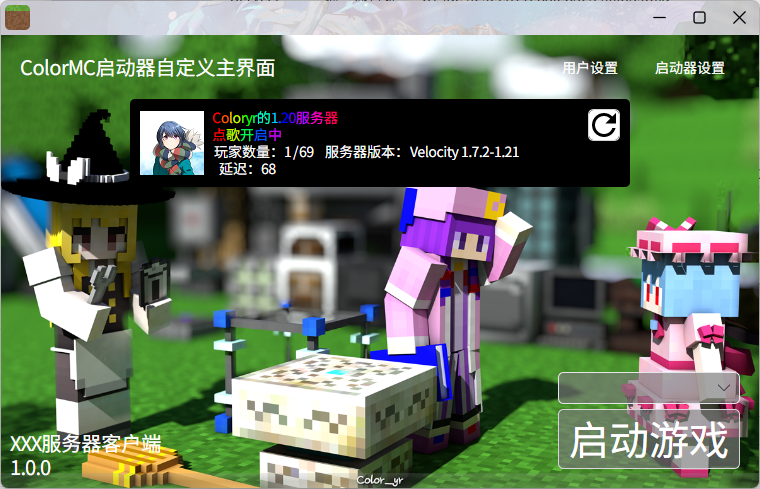 ColorMC启动器自定义主界面
用户设置
启动器设置
Coloryr的1.20服务器
点歌开启中
玩家数量：1/69 服务器版本：Velocity 1.7.2-1.21
延迟：68
XXX服务器客户端
1.0.0
启动游戏
Color_yr